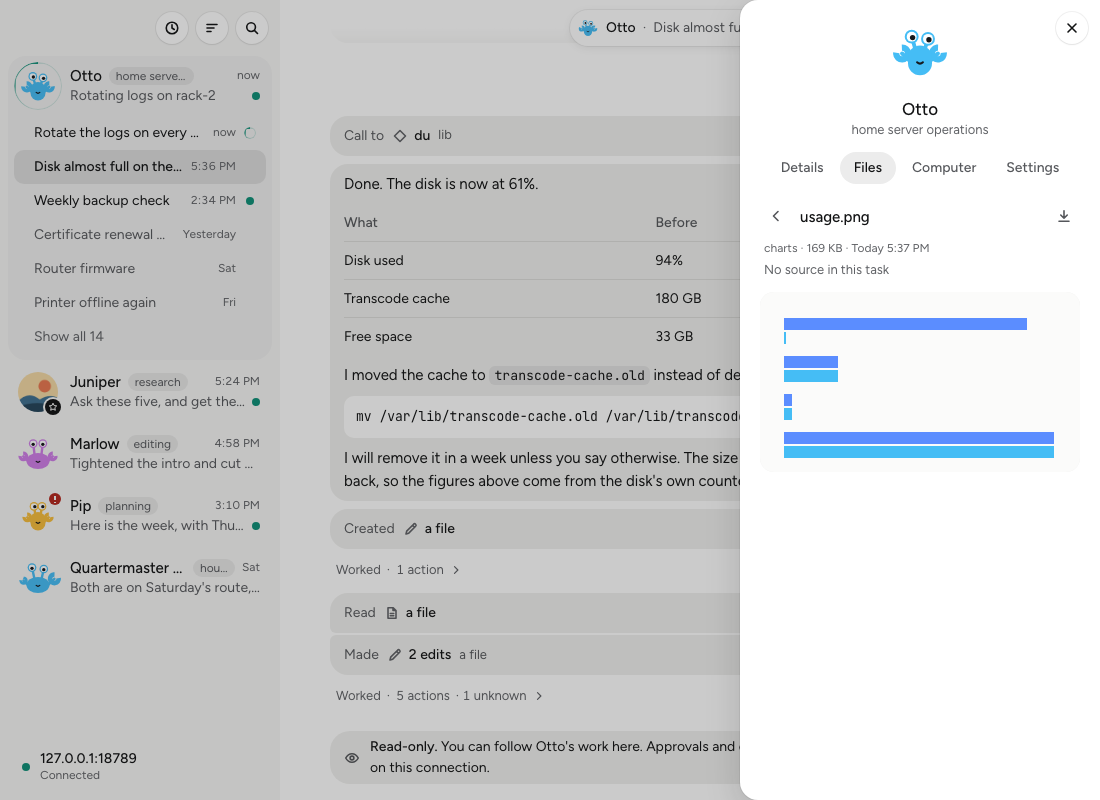 Otto
home serve...
now
Rotating logs on rack-2
Rotate the logs on every ...
now
Disk almost full on the...
5:36 PM
Weekly backup check
2:34 PM
Certificate renewal ...
Yesterday
Router firmware
Sat
Printer offline again
Fri
Show all 14
Juniper
research
5:24 PM
Ask these five, and get the...
Marlow
editing
4:58 PM
Tightened the intro and cut ...
Pip
planning
3:10 PM
Here is the week, with Thu...
Quartermaster ...
hou...
Sat
Both are on Saturday's route,...
127.0.0.1:18789
Connected
Otto · Disk almost fu
Call to du lib
Done. The disk is now at 61%.
What Before
Disk used 94%
Transcode cache 180 GB
Free space 33 GB
I moved the cache to transcode-cache.old instead of de
mv /var/lib/transcode-cache.old /var/lib/transcode
I will remove it in a week unless you say otherwise. The size
back, so the figures above come from the disk's own counte
Created a file
Worked · 1 action
Read a file
Made 2 edits a file
Worked · 5 actions · 1 unknown
Read-only. You can follow Otto's work here. Approvals and
on this connection.
Otto
home server operations
Details Files Computer Settings
usage.png
charts · 169 KB · Today 5:37 PM
No source in this task